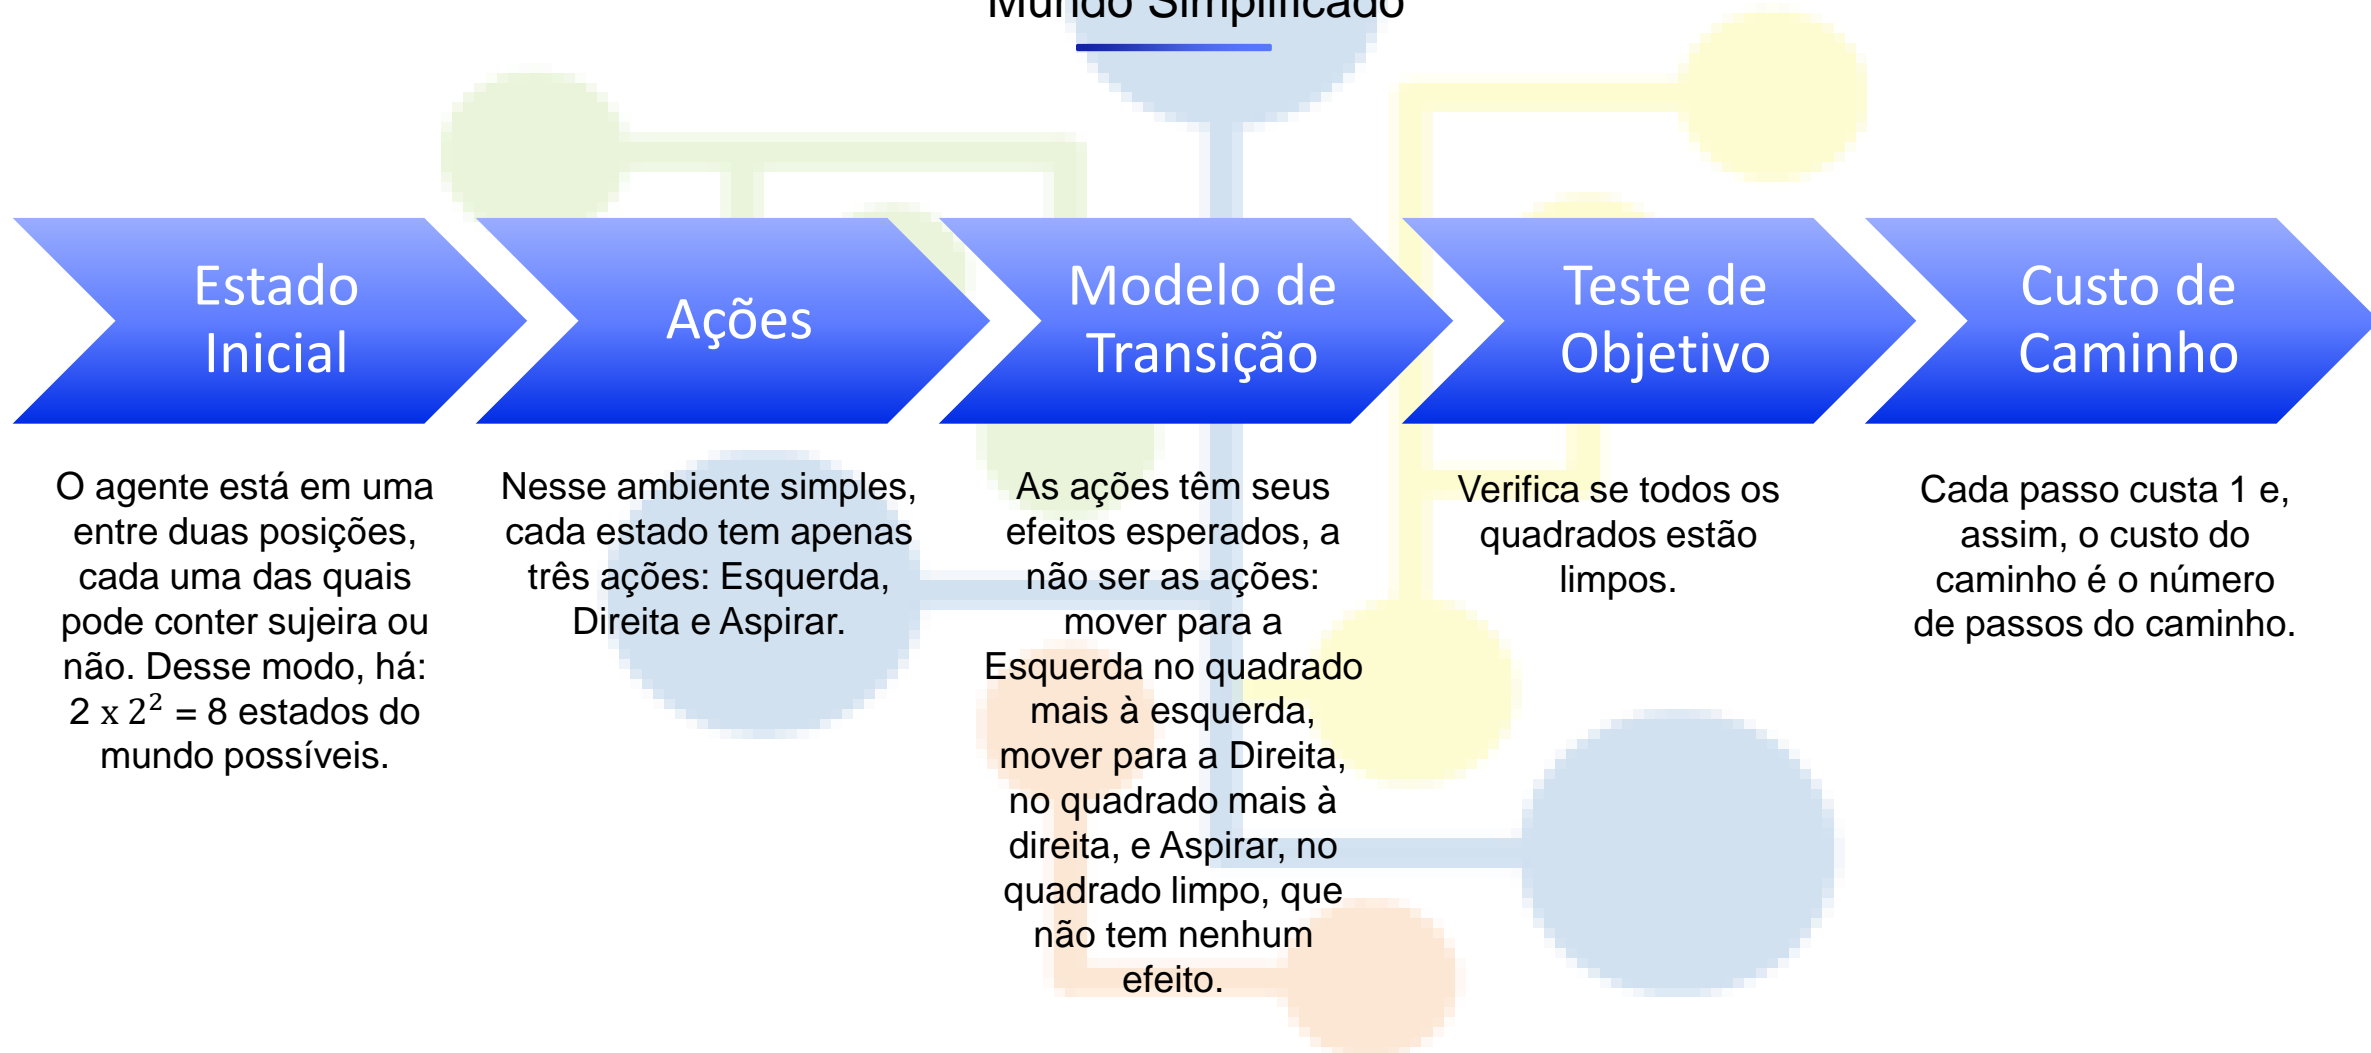 Mundo Simplificado
Estado
Inicial
O agente está em uma
entre duas posições,
cada uma das quais
pode conter sujeira ou
não. Desse modo, há:
2 x 2² = 8 estados do
mundo possíveis.
Ações
Nesse ambiente simples,
cada estado tem apenas
três ações: Esquerda,
Direita e Aspirar.
Modelo de
Transição
As ações têm seus
efeitos esperados, a
não ser as ações:
mover para a
Esquerda no quadrado
mais à esquerda,
mover para a Direita,
no quadrado mais à
direita, e Aspirar, no
quadrado limpo, que
não tem nenhum
efeito.
Teste de
Objetivo
Verifica se todos os
quadrados estão
limpos.
Custo de
Caminho
Cada passo custa 1 e,
assim, o custo do
caminho é o número
de passos do caminho.